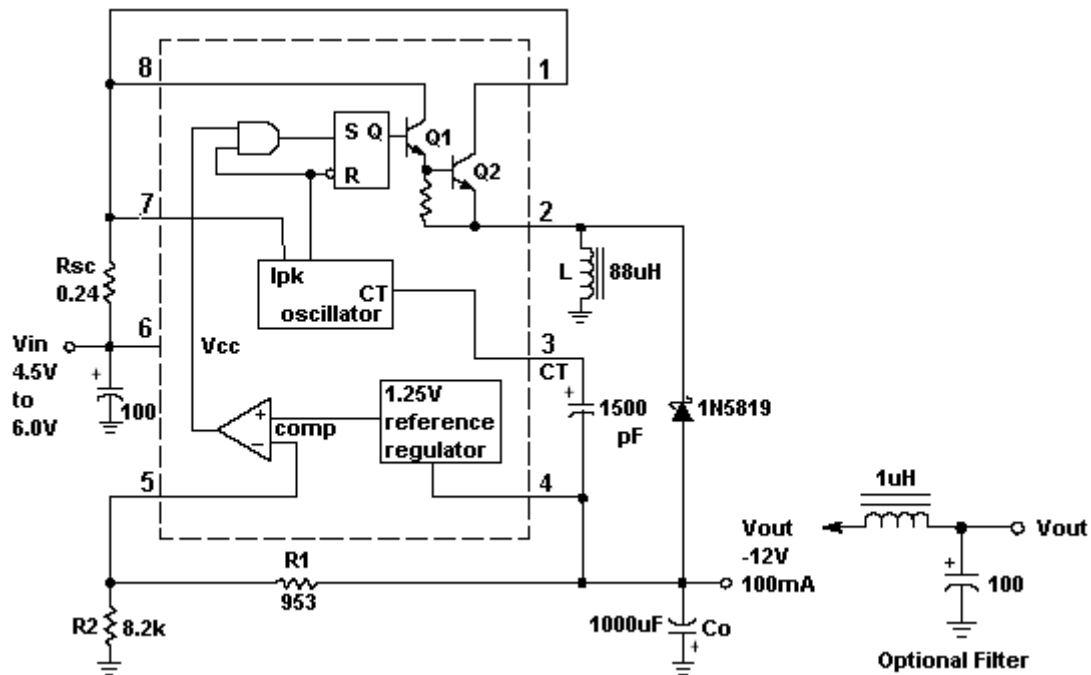 8
1
S Q
Q1
R
Q2
7
2
Rsc
0.24
Ipk
CT
oscillator
L
88uH
Vin
4.5V
to
6.0V
6
Vcc
3
CT
100
+
1.25V
reference
regulator
+
comp
−
+
1500
pF
1N5819
5
4
1uH
R1
953
Vout
-12V
100mA
Vout
R2
8.2k
1000uF
Co
+
+
100
Optional Filter